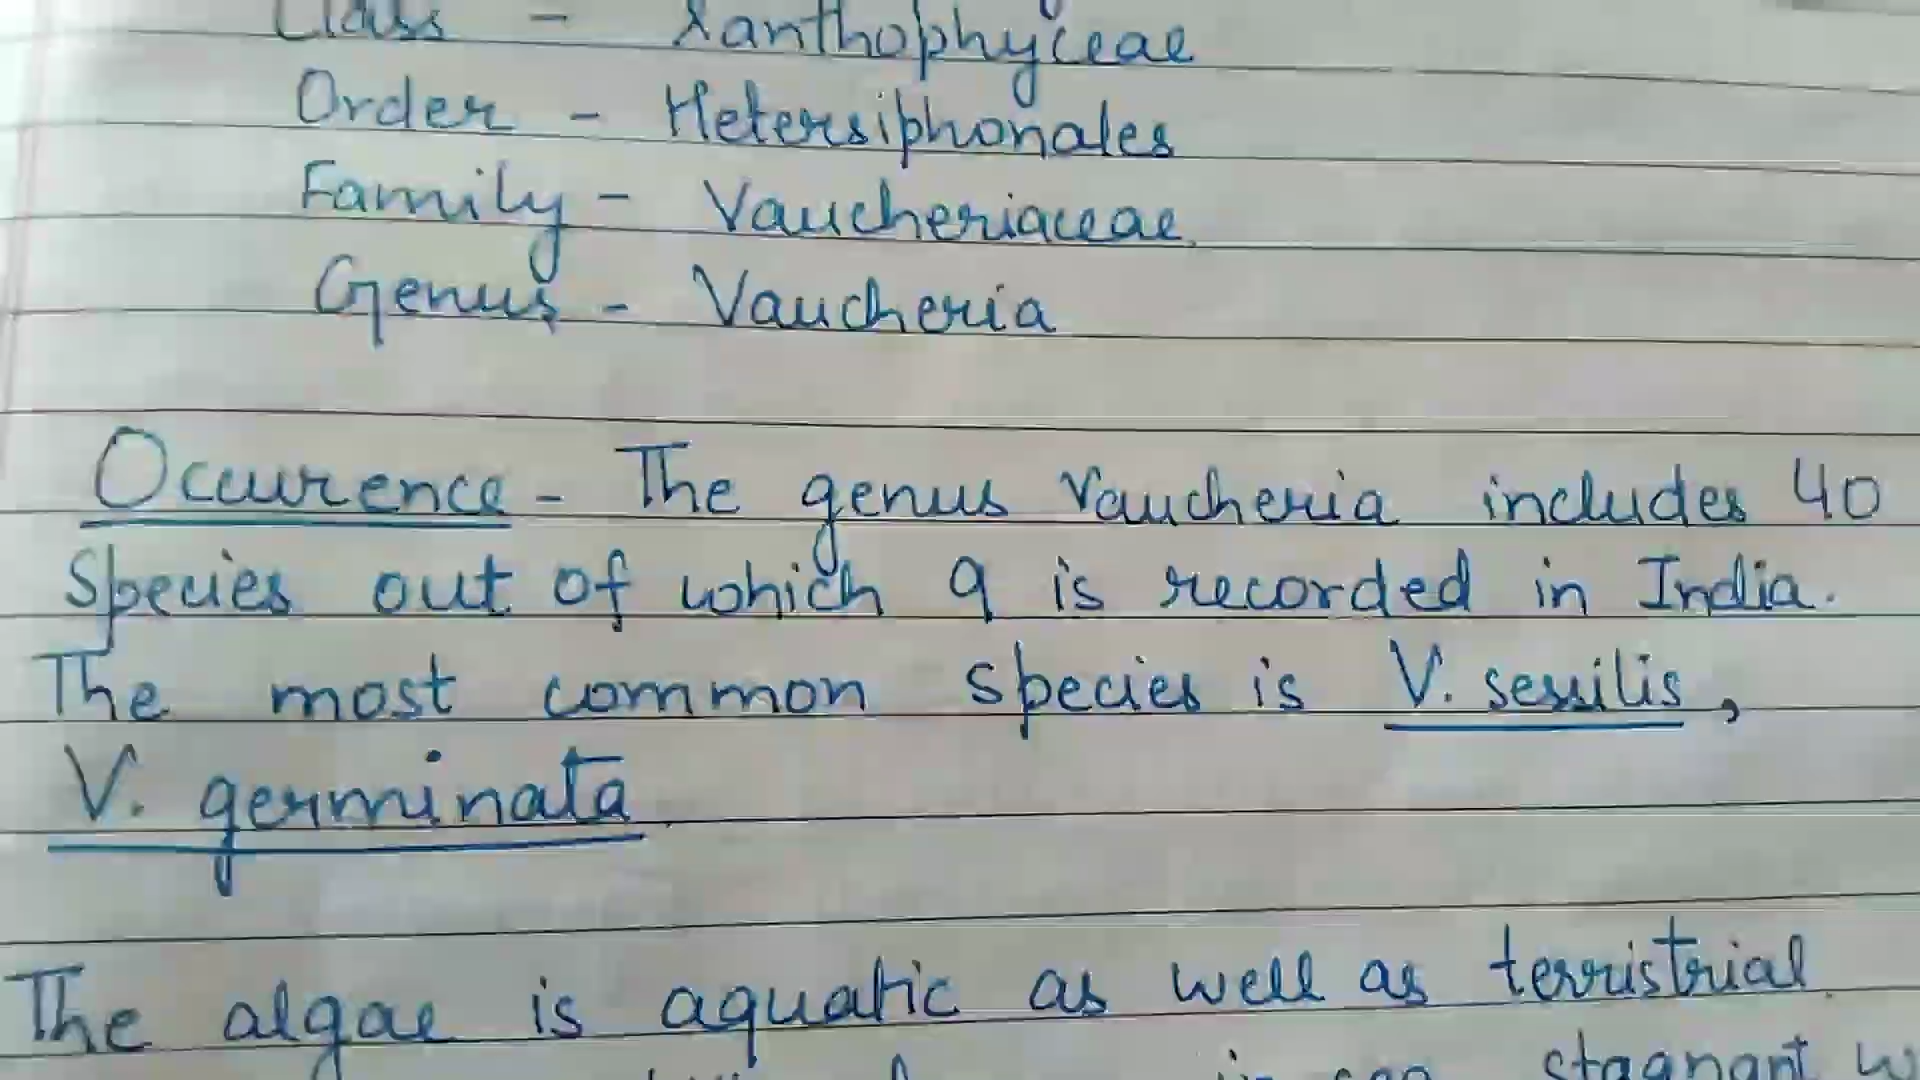 Class - Xanthophyceae
Order - Hetersiphonales
Family - Vaucheriaceae
Genus - Vaucheria
Occurence - The genus Vaucheria includes 40
Species out of which 9 is recorded in India.
The most common species is V. sessilis,
V. germinata
The algae is aquatic as well as terristrial
stagnant